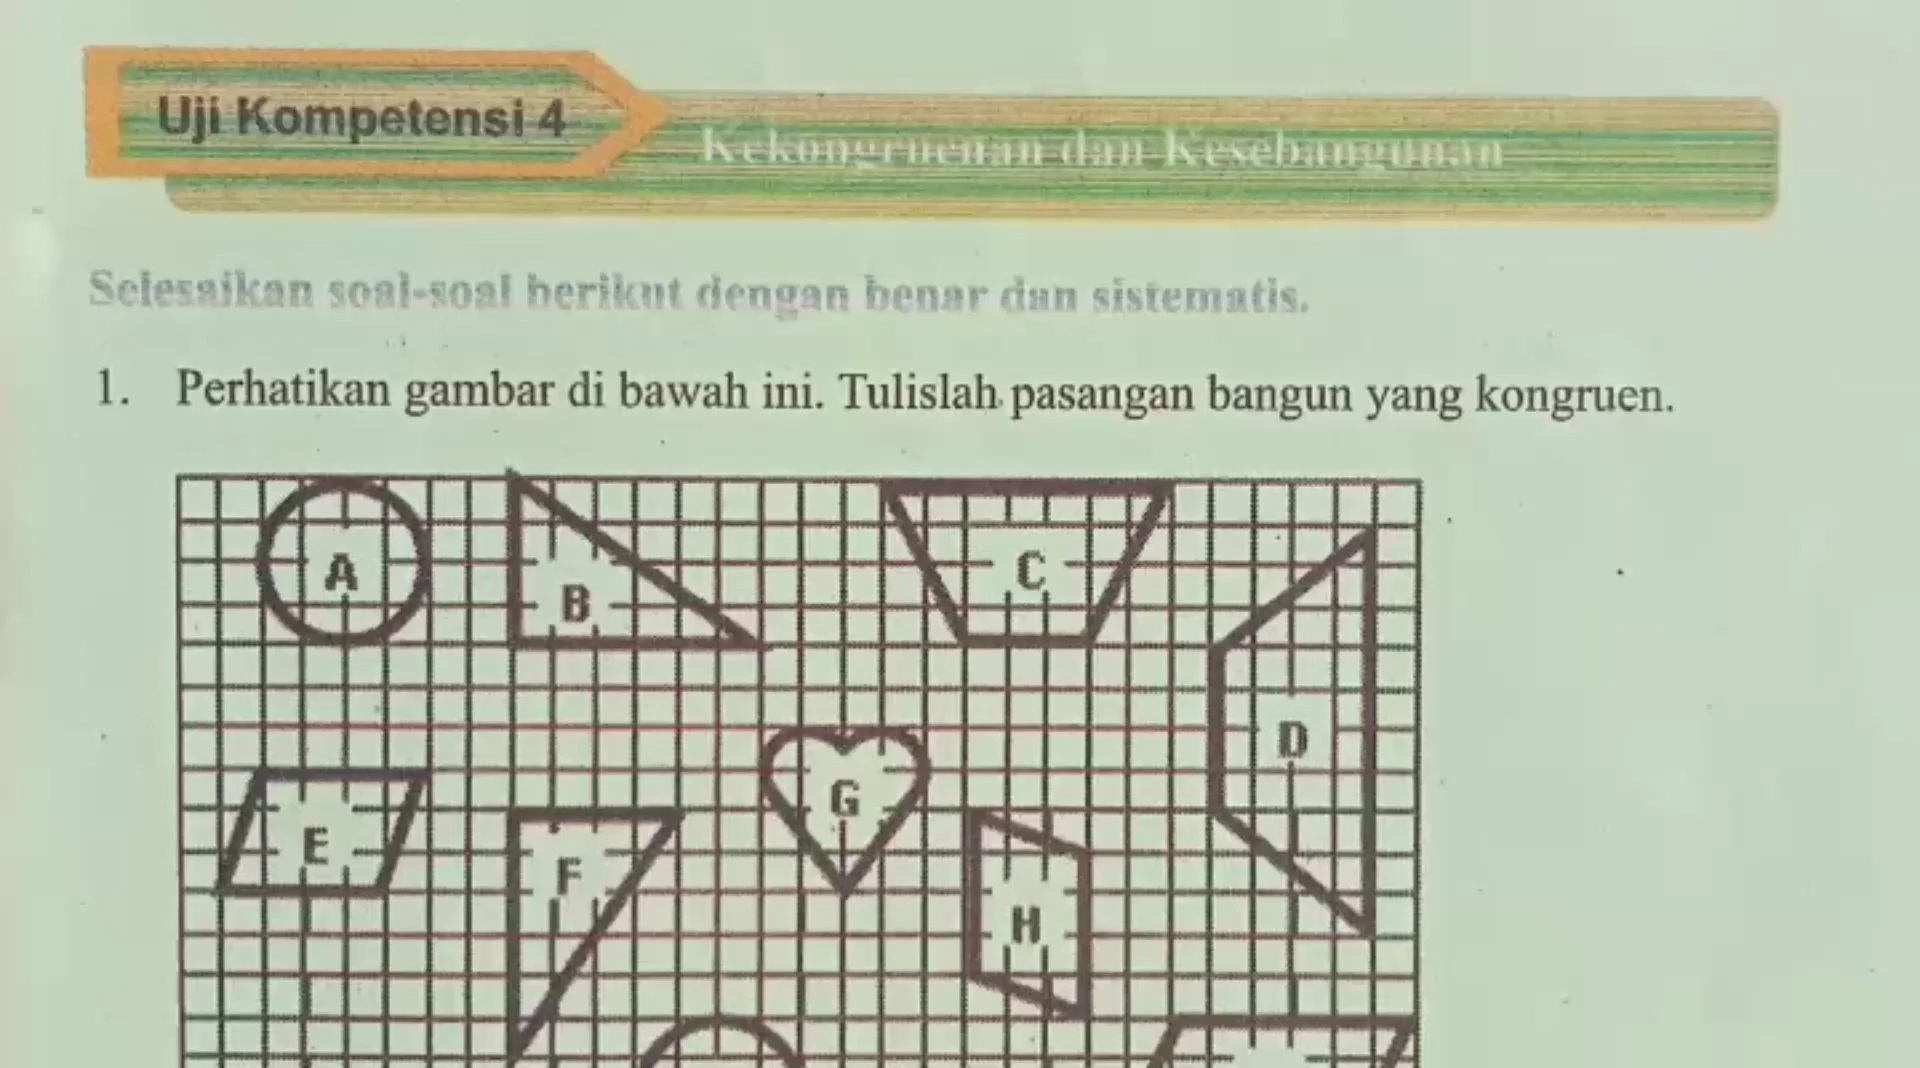 Uji Kompetensi 4
Kekongruenan dan Kesebangunan
Selesaikan soal-soal berikut dengan benar dan sistematis.
1. Perhatikan gambar di bawah ini. Tulislah pasangan bangun yang kongruen.
A
B
C
D
E
F
G
H